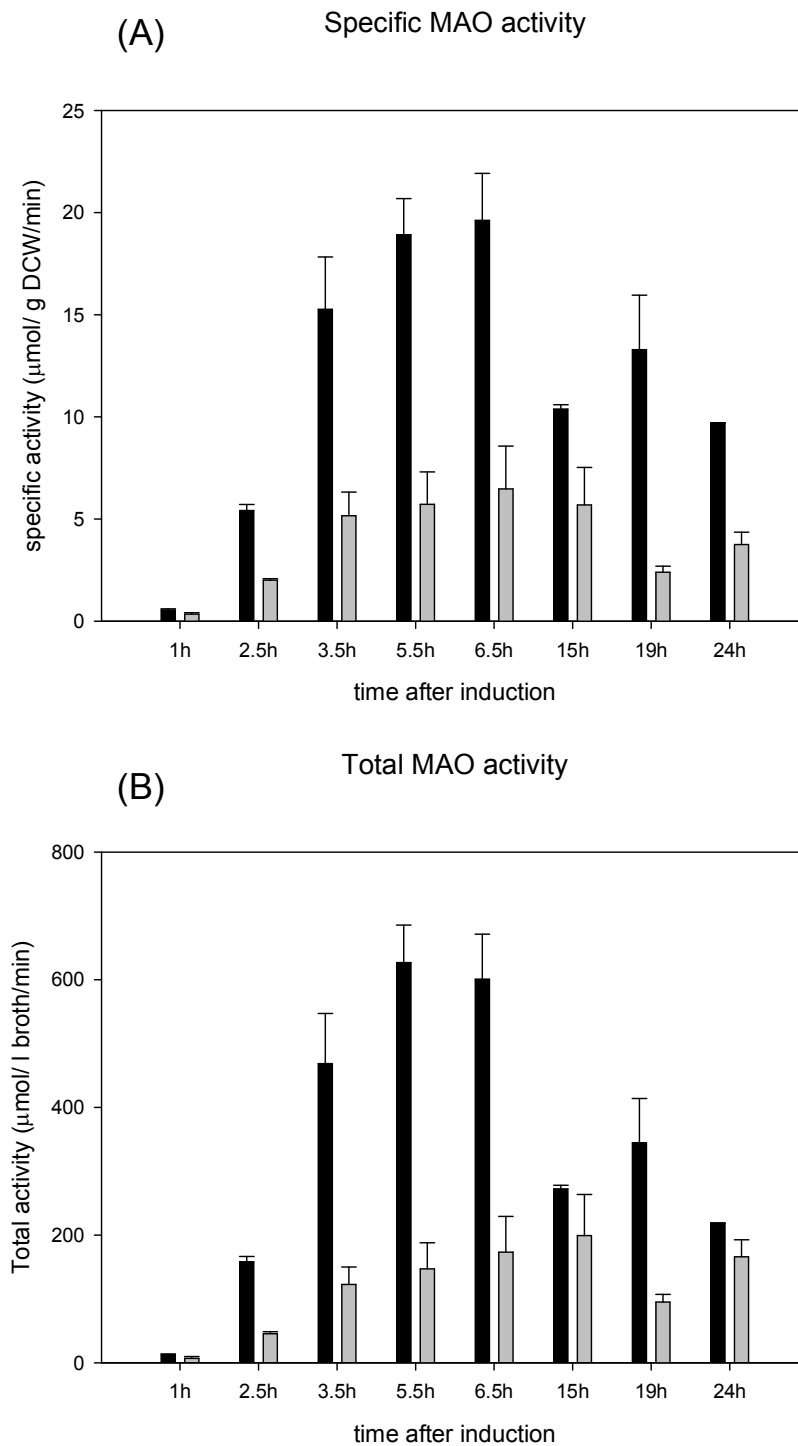 (A)
Specific MAO activity
25
20
15
10
5
0
specific activity (μmol/ g DCW/min)
1h 2.5h 3.5h 5.5h 6.5h 15h 19h 24h
time after induction
Total MAO activity
(B)
800
600
400
200
0
Total activity (μmol/ l broth/min)
1h 2.5h 3.5h 5.5h 6.5h 15h 19h 24h
time after induction